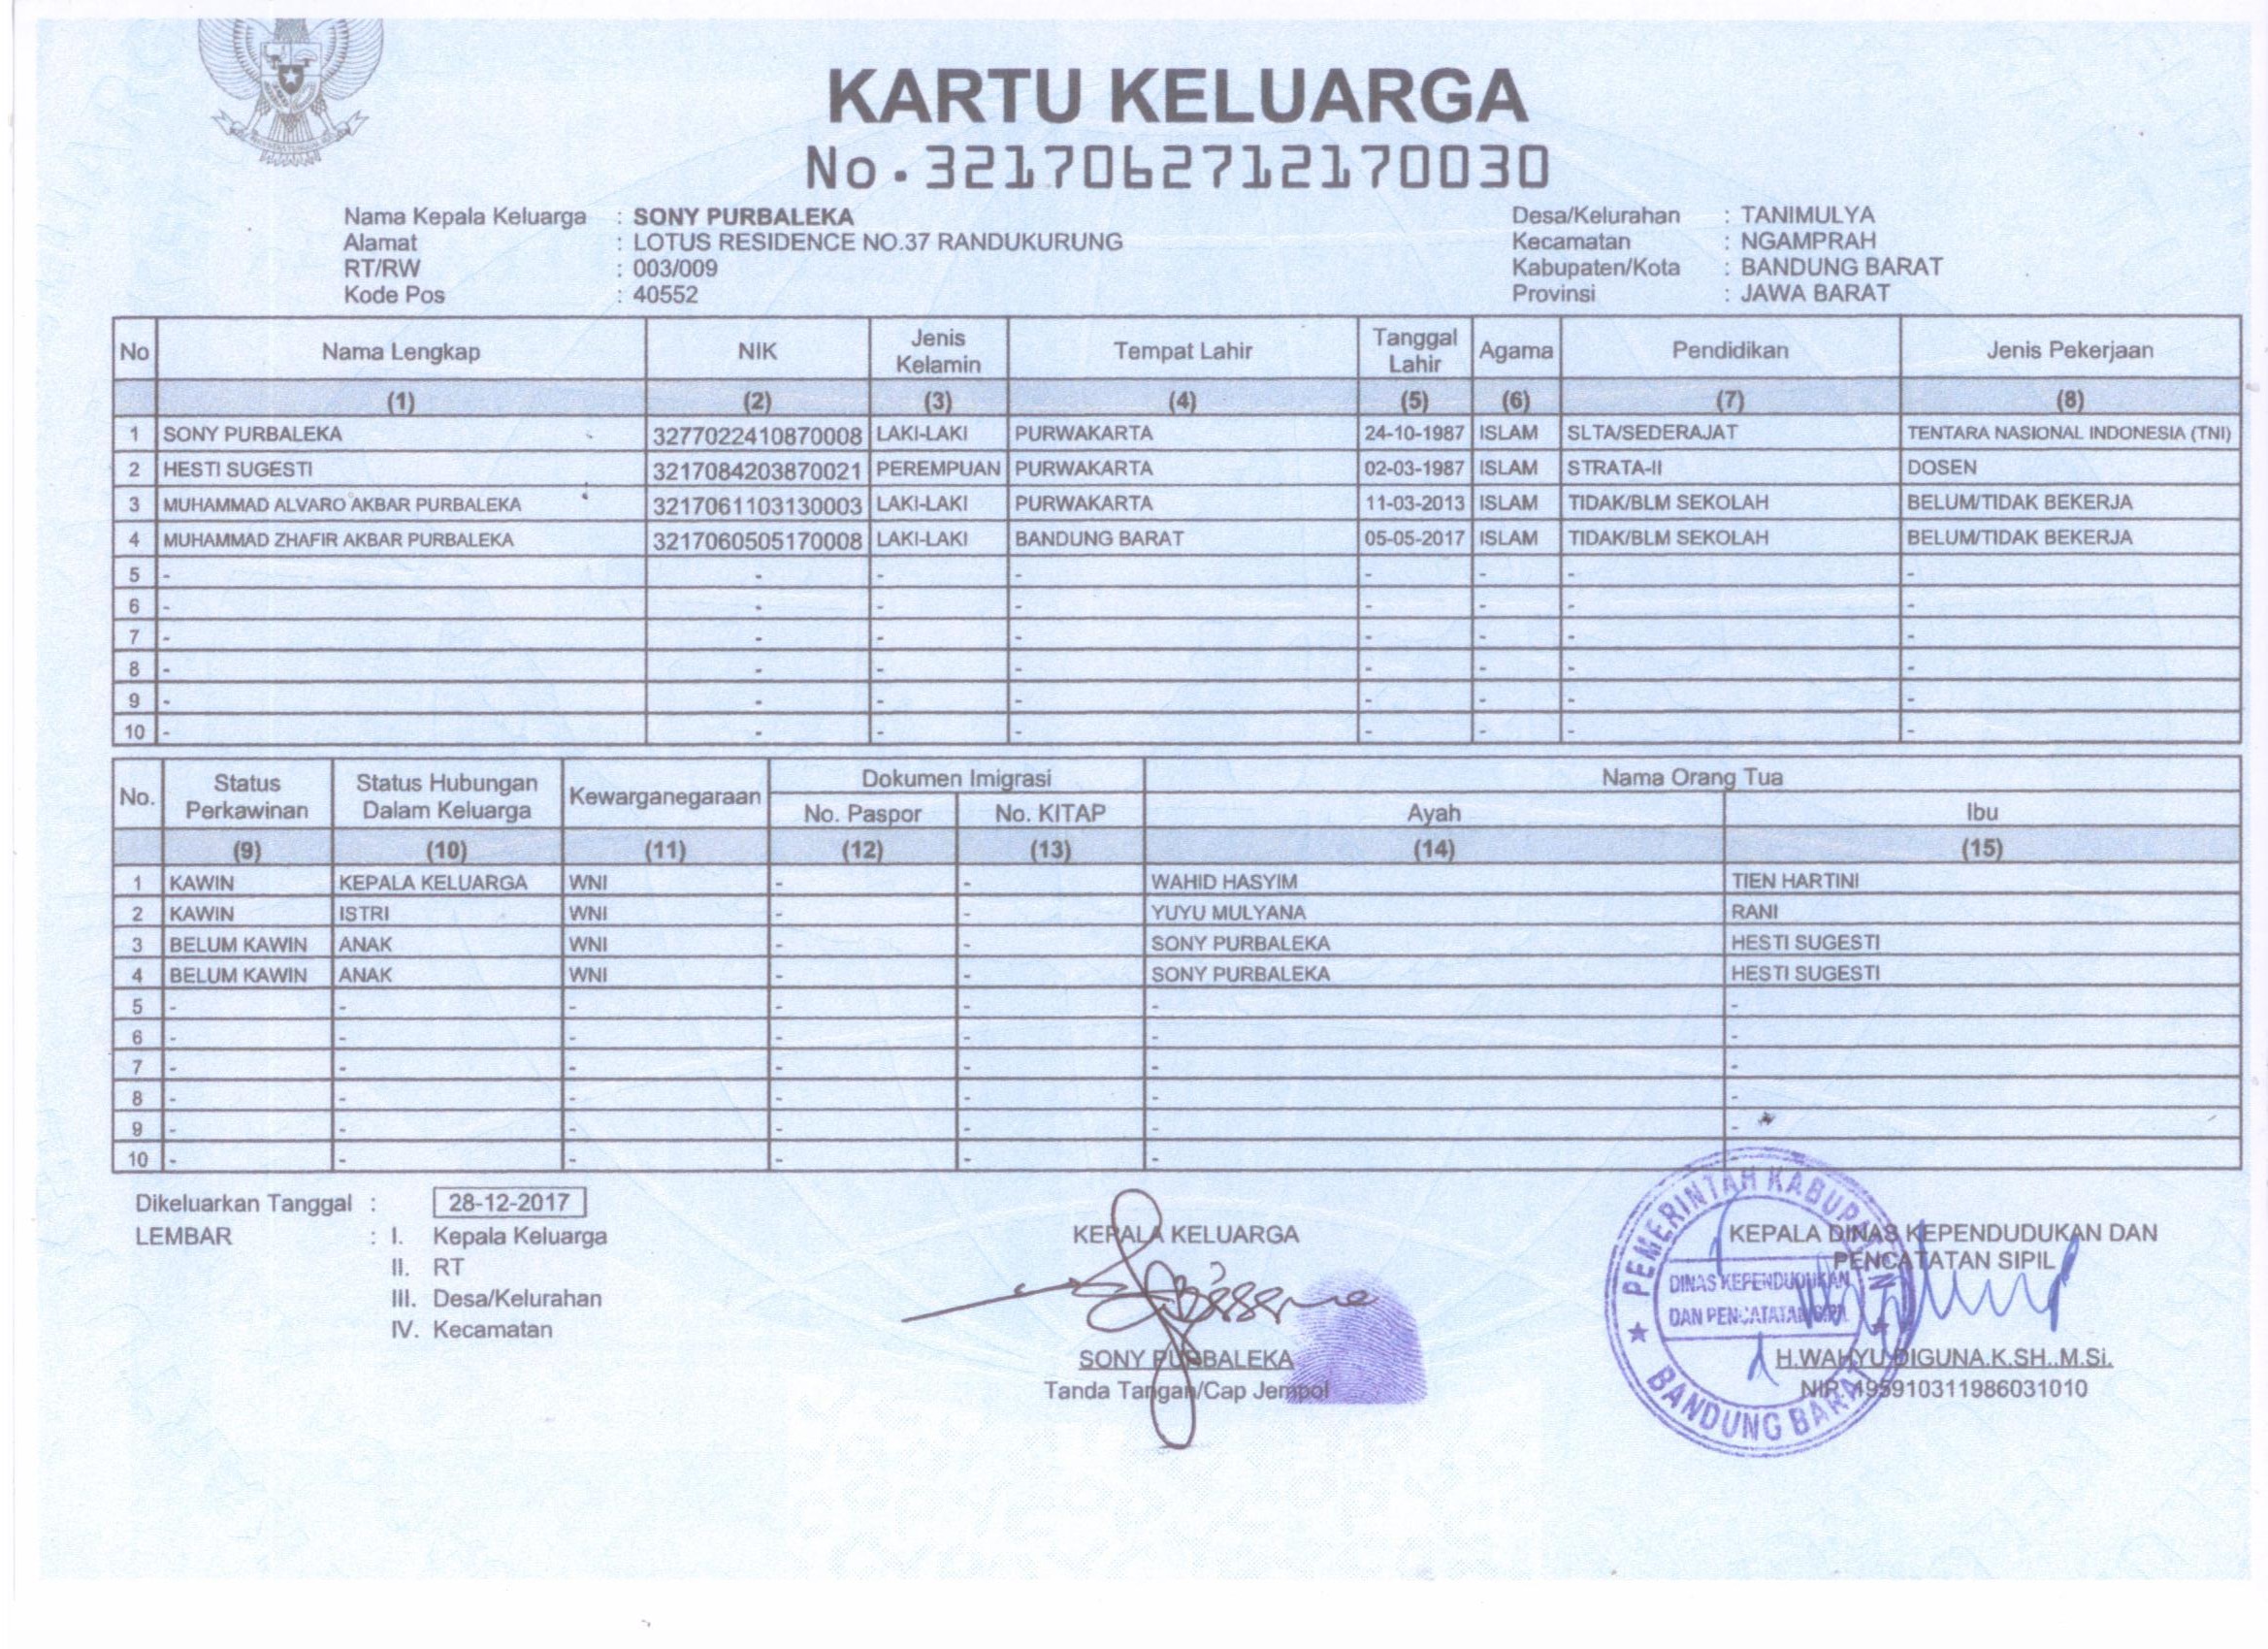 KARTU KELUARGA
No.3217062712170030
Nama Kepala Keluarga : SONY PURBALEKA
Alamat : LOTUS RESIDENCE NO.37 RANDUKURUNG
RT/RW : 003/009
Kode Pos : 40552
Desa/Kelurahan : TANIMULYA
Kecamatan : NGAMPRAH
Kabupaten/Kota : BANDUNG BARAT
Provinsi : JAWA BARAT
No Nama Lengkap NIK Jenis Kelamin Tempat Lahir Tanggal Lahir Agama Pendidikan Jenis Pekerjaan
(1) (2) (3) (4) (5) (6) (7) (8)
1 SONY PURBALEKA 3277022410870008 LAKI-LAKI PURWAKARTA 24-10-1987 ISLAM SLTA/SEDERAJAT TENTARA NASIONAL INDONESIA (TNI)
2 HESTI SUGESTI 3217084203870021 PEREMPUAN PURWAKARTA 02-03-1987 ISLAM STRATA-II DOSEN
3 MUHAMMAD ALVARO AKBAR PURBALEKA 3217061103130003 LAKI-LAKI PURWAKARTA 11-03-2013 ISLAM TIDAK/BLM SEKOLAH BELUM/TIDAK BEKERJA
4 MUHAMMAD ZHAFIR AKBAR PURBALEKA 3217060505170008 LAKI-LAKI BANDUNG BARAT 05-05-2017 ISLAM TIDAK/BLM SEKOLAH BELUM/TIDAK BEKERJA
5 - - - - - - - -
6 - - - - - - - -
7 - - - - - - - -
8 - - - - - - - -
9 - - - - - - - -
10 - - - - - - - -
No. Status Perkawinan Status Hubungan Dalam Keluarga Kewarganegaraan Dokumen Imigrasi Nama Orang Tua
No. Paspor No. KITAP Ayah Ibu
(9) (10) (11) (12) (13) (14) (15)
1 KAWIN KEPALA KELUARGA WNI - - WAHID HASYIM TIEN HARTINI
2 KAWIN ISTRI WNI - - YUYU MULYANA RANI
3 BELUM KAWIN ANAK WNI - - SONY PURBALEKA HESTI SUGESTI
4 BELUM KAWIN ANAK WNI - - SONY PURBALEKA HESTI SUGESTI
5 - - - - - - -
6 - - - - - - -
7 - - - - - - -
8 - - - - - - -
9 - - - - - - -
10 - - - - - - -
Dikeluarkan Tanggal : 28-12-2017
LEMBAR : I. Kepala Keluarga
II. RT
III. Desa/Kelurahan
IV. Kecamatan
KEPALA KELUARGA
SONY PURBALEKA
Tanda Tangan/Cap Jempol
KEPALA DINAS KEPENDUDUKAN DAN
PENCATATAN SIPIL
H.WAHYU DIGUNA.K.SH..M.Si.
NIP. 195910311986031010
PEMERINTAH KABUPATEN
DINAS KEPENDUDUKAN
DAN PENCATATAN SIPIL
BANDUNG BARAT